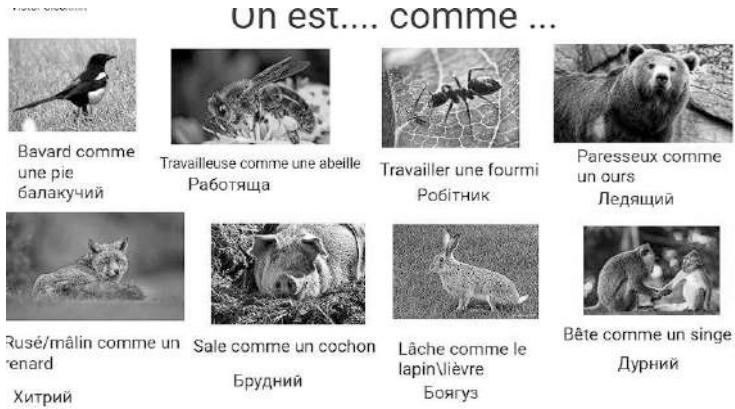 On est.... comme ...
Bavard comme
une pie
балакучий
Travailleuse comme une abeille
Работяща
Travailler une fourmi
Робітник
Paresseux comme
un ours
Ледящий
Rusé/mâlin comme un
renard
Хитрий
Sale comme un cochon
Брудний
Lâche comme le
lapin\lièvre
Боягуз
Bête comme un singe
Дурний